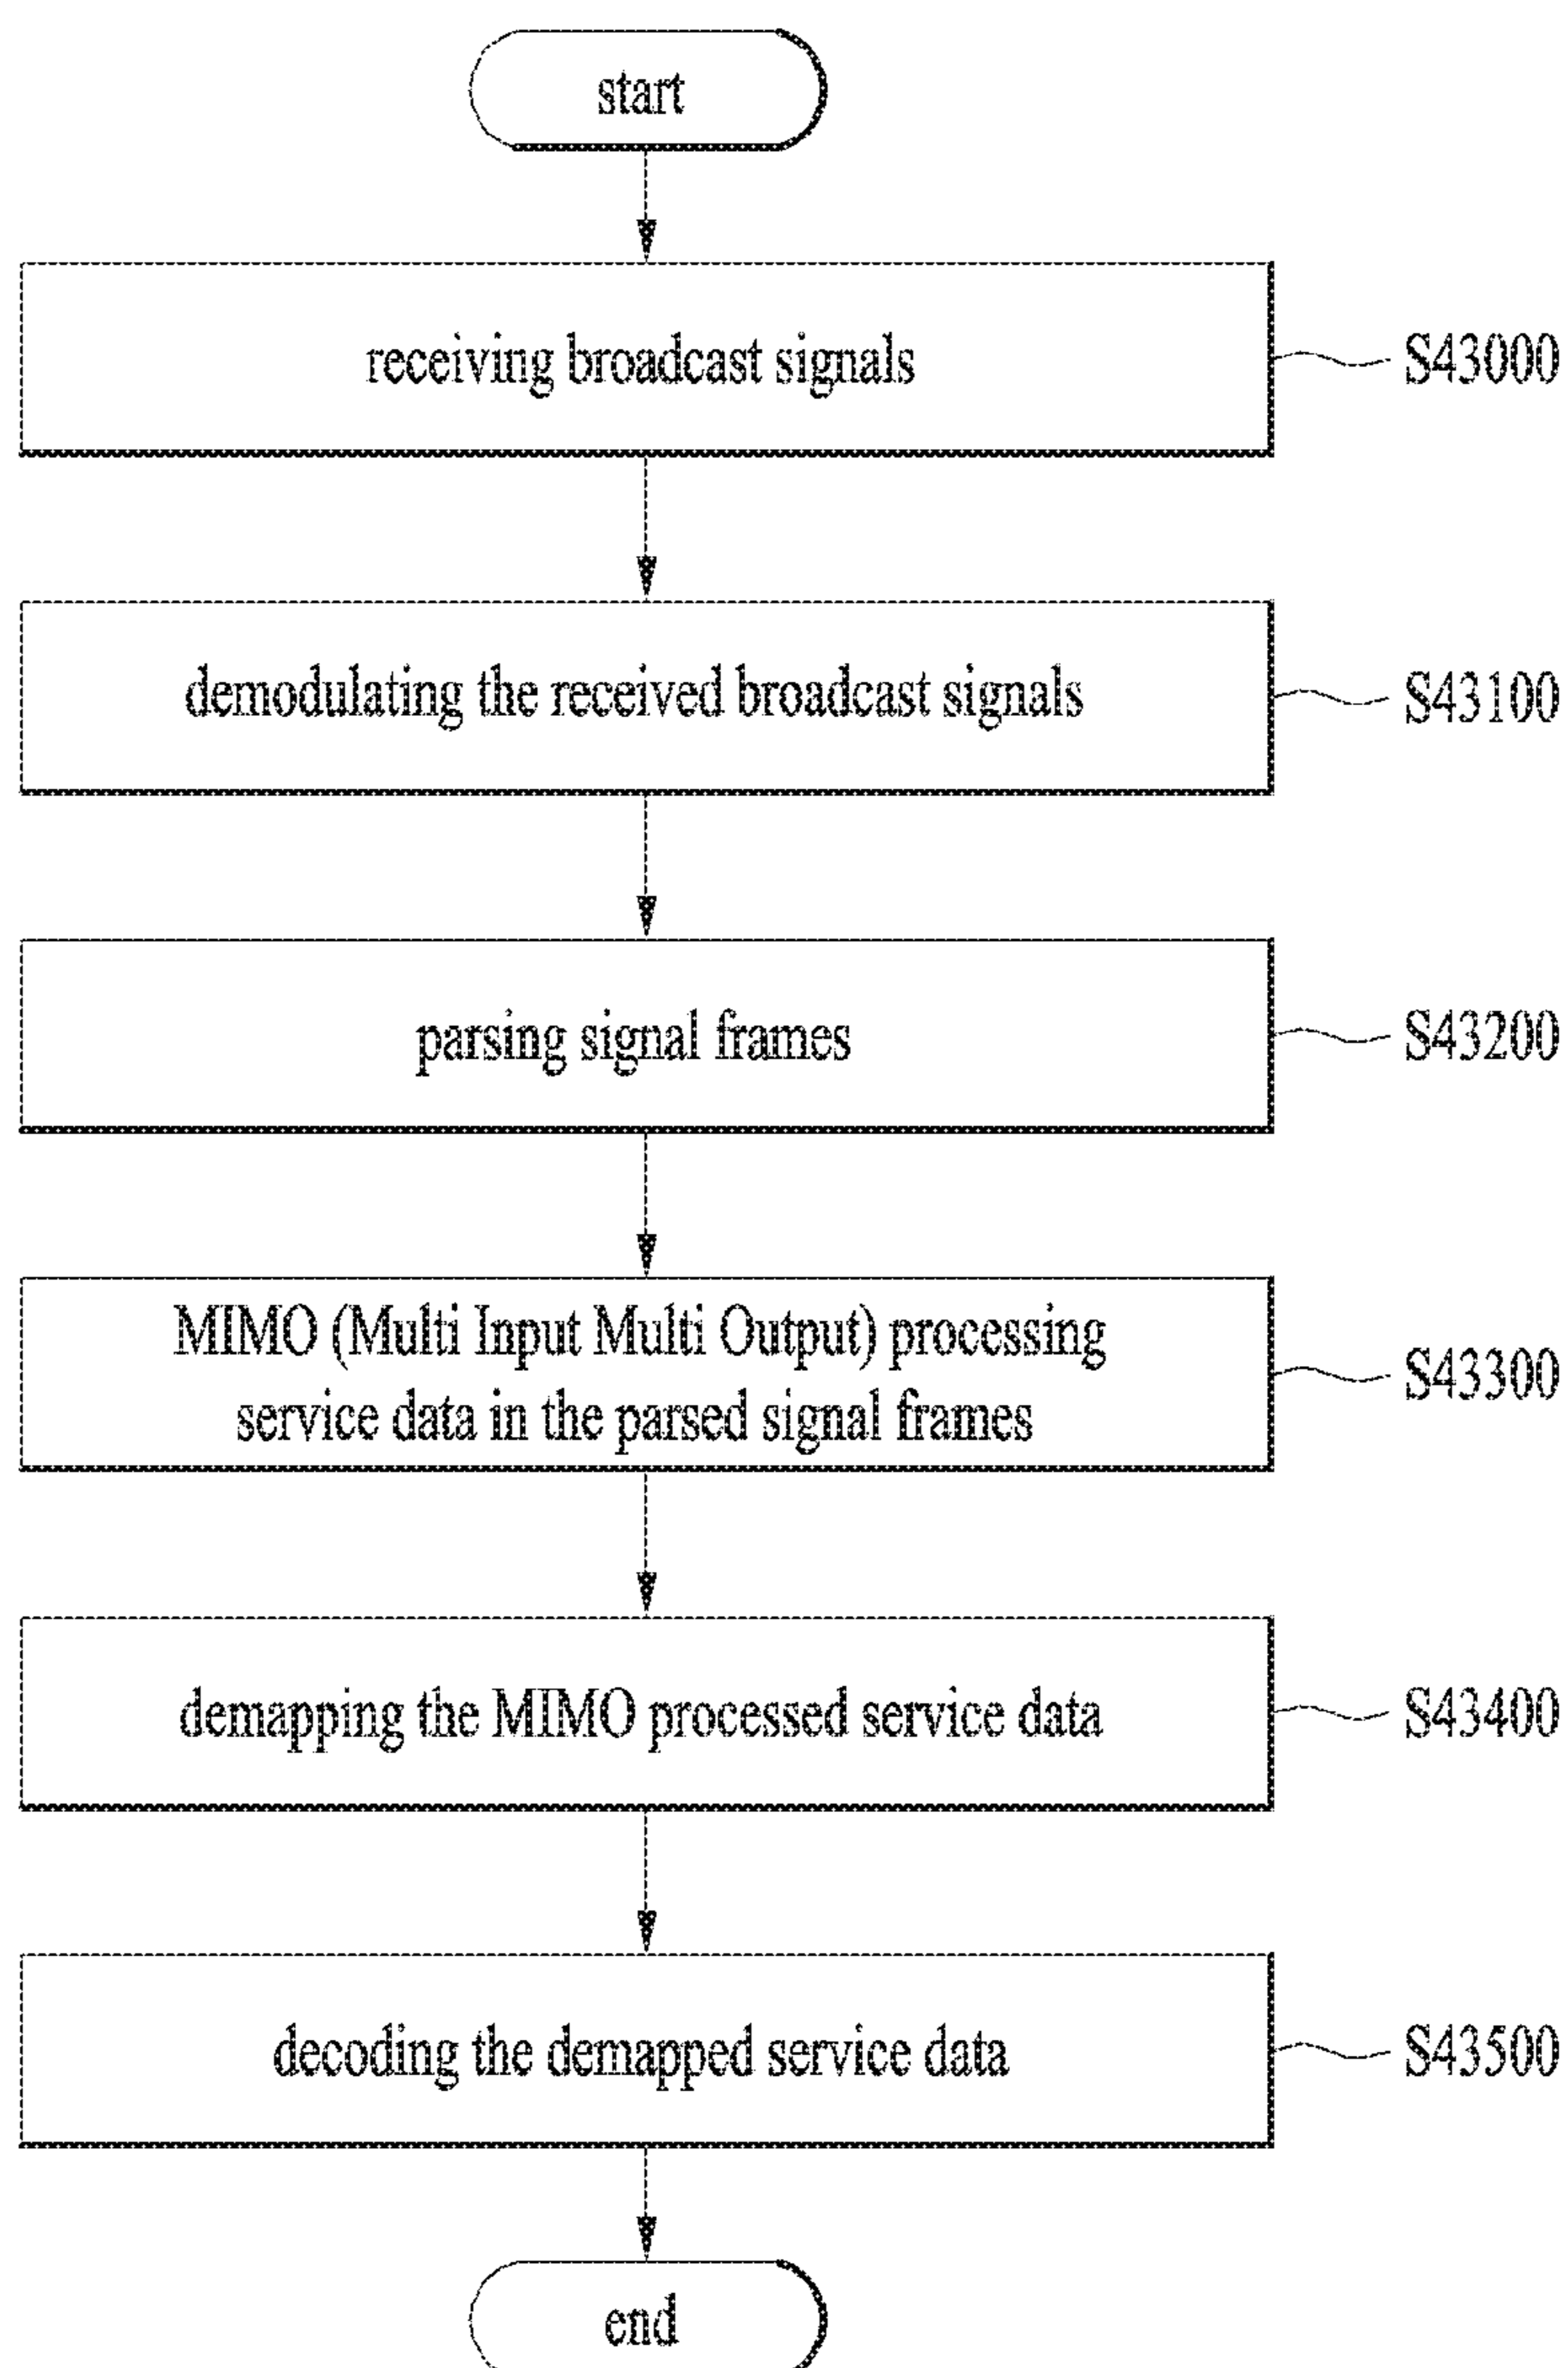 start
receiving broadcast signals
S43000
demodulating the received broadcast signals
S43100
parsing signal frames
S43200
MIMO (Multi Input Multi Output) processing
service data in the parsed signal frames
S43300
demapping the MIMO processed service data
S43400
decoding the demapped service data
S43500
end